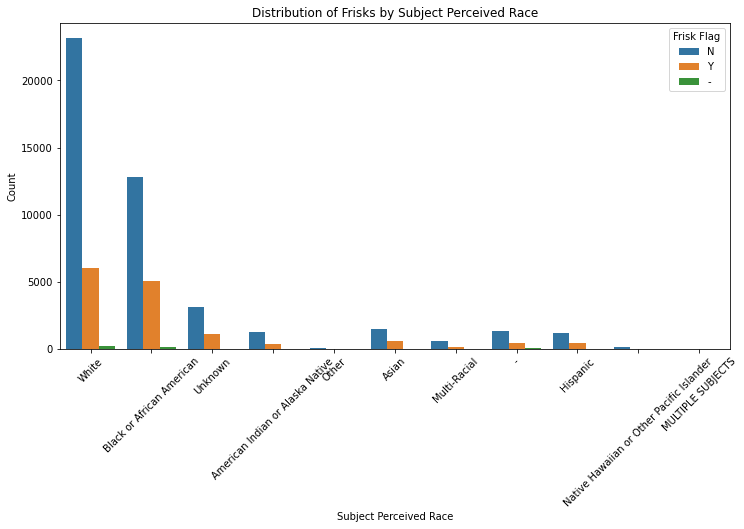 Distribution of Frisks by Subject Perceived Race
Frisk Flag
N
Y
-
Count
20000
15000
10000
5000
0
White
Black or African American
Unknown
American Indian or Alaska Native
Other
Asian
Multi-Racial
-
Hispanic
Native Hawaiian or Other Pacific Islander
MULTIPLE SUBJECTS
Subject Perceived Race